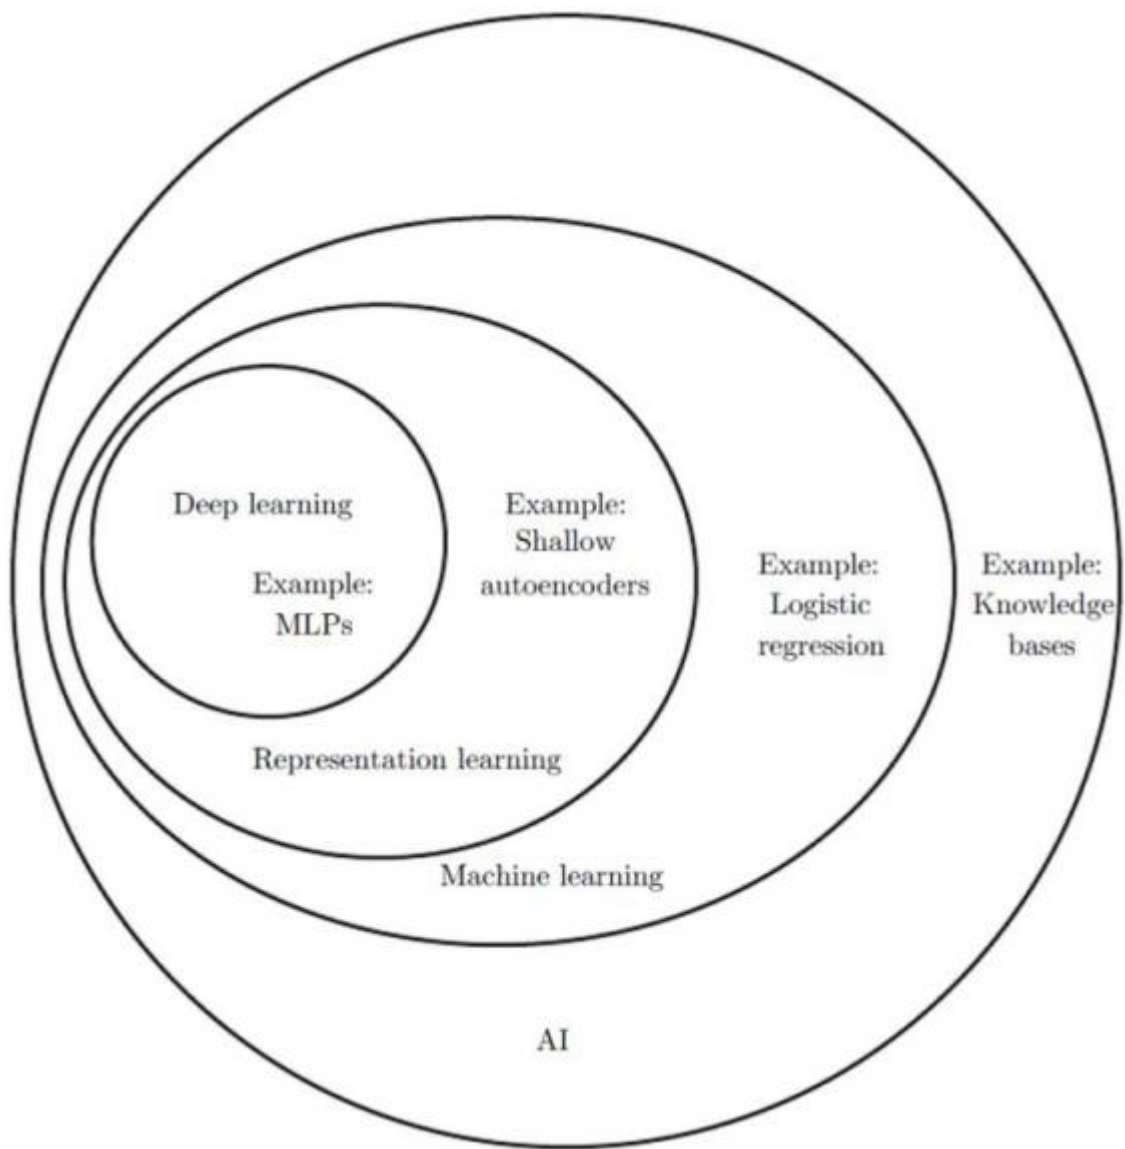 Deep learning
Example:
MLPs
Example:
Shallow
autoencoders
Example:
Logistic
regression
Example:
Knowledge
bases
Representation learning
Machine learning
AI